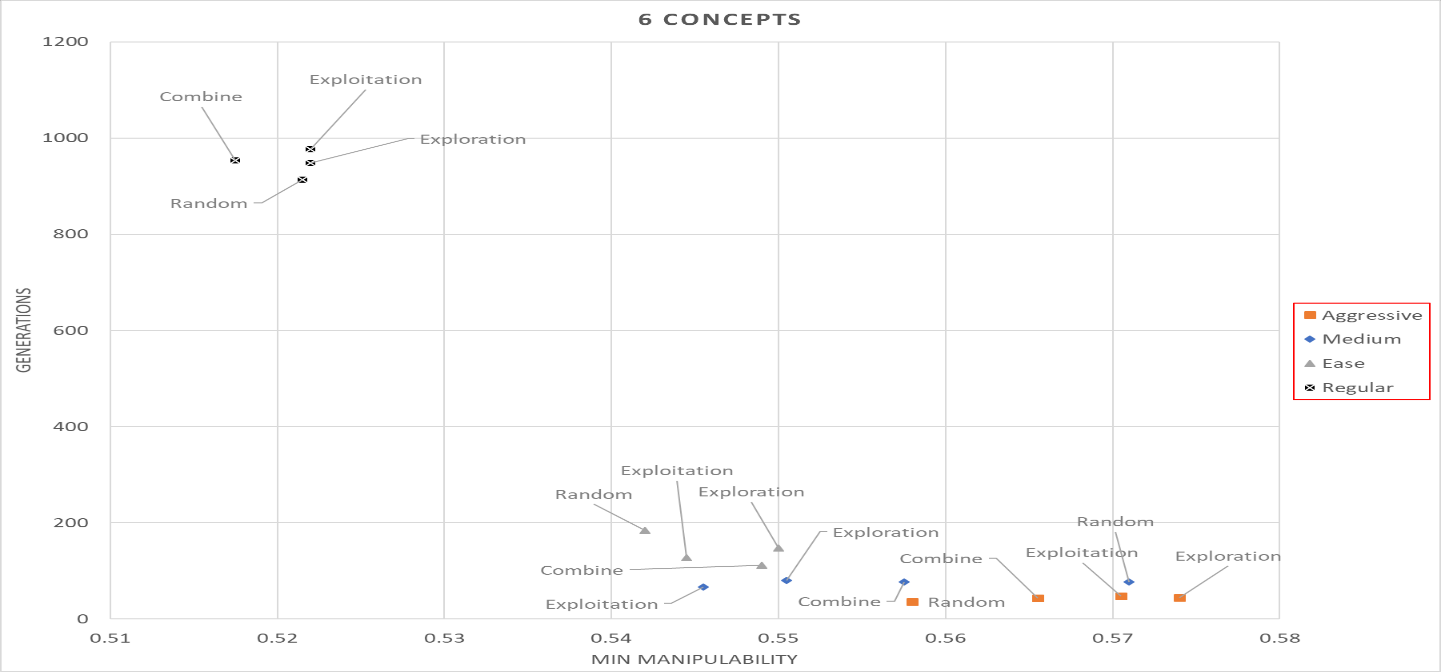 6 CONCEPTS
1200
1000
800
600
400
200
0
GENERATIONS
Exploitation
Combine
Exploration
Random
Exploitation
Random
Exploration
Random
Exploration
Exploitation
Exploration
Combine
Combine
Exploitation
Combine
Random
0.51
0.52
0.53
0.54
0.55
0.56
0.57
0.58
MIN MANIPULABILITY
Aggressive
Medium
Ease
Regular